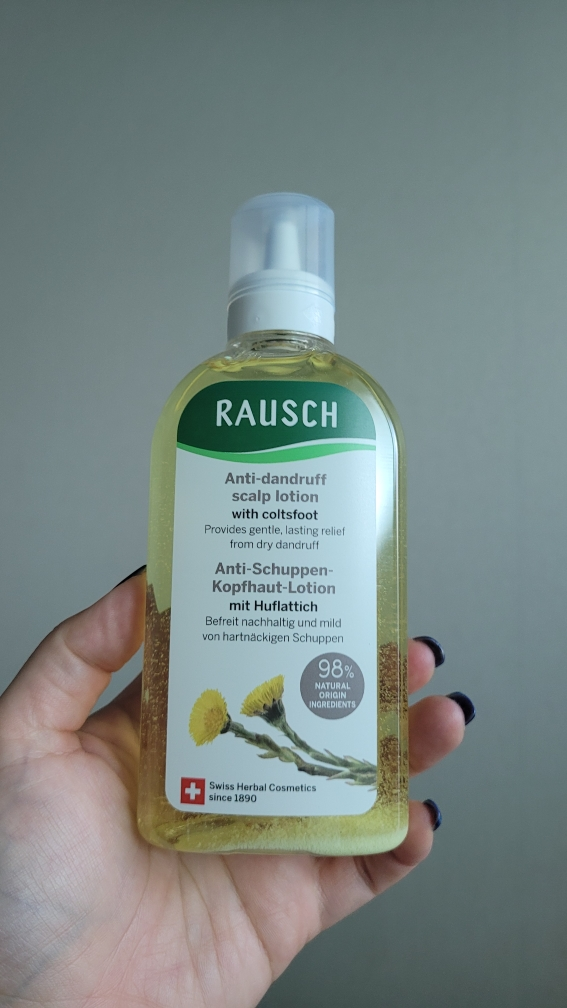 RAUSCH
Anti-dandruff
scalp lotion
with coltsfoot
Provides gentle, lasting relief
from dry dandruff
Anti-Schuppen-
Kopfhaut-Lotion
mit Huflattich
Befreit nachhaltig und mild
von hartnäckigen Schuppen
98%
NATURAL
ORIGIN
INGREDIENTS
Swiss Herbal Cosmetics
since 1890